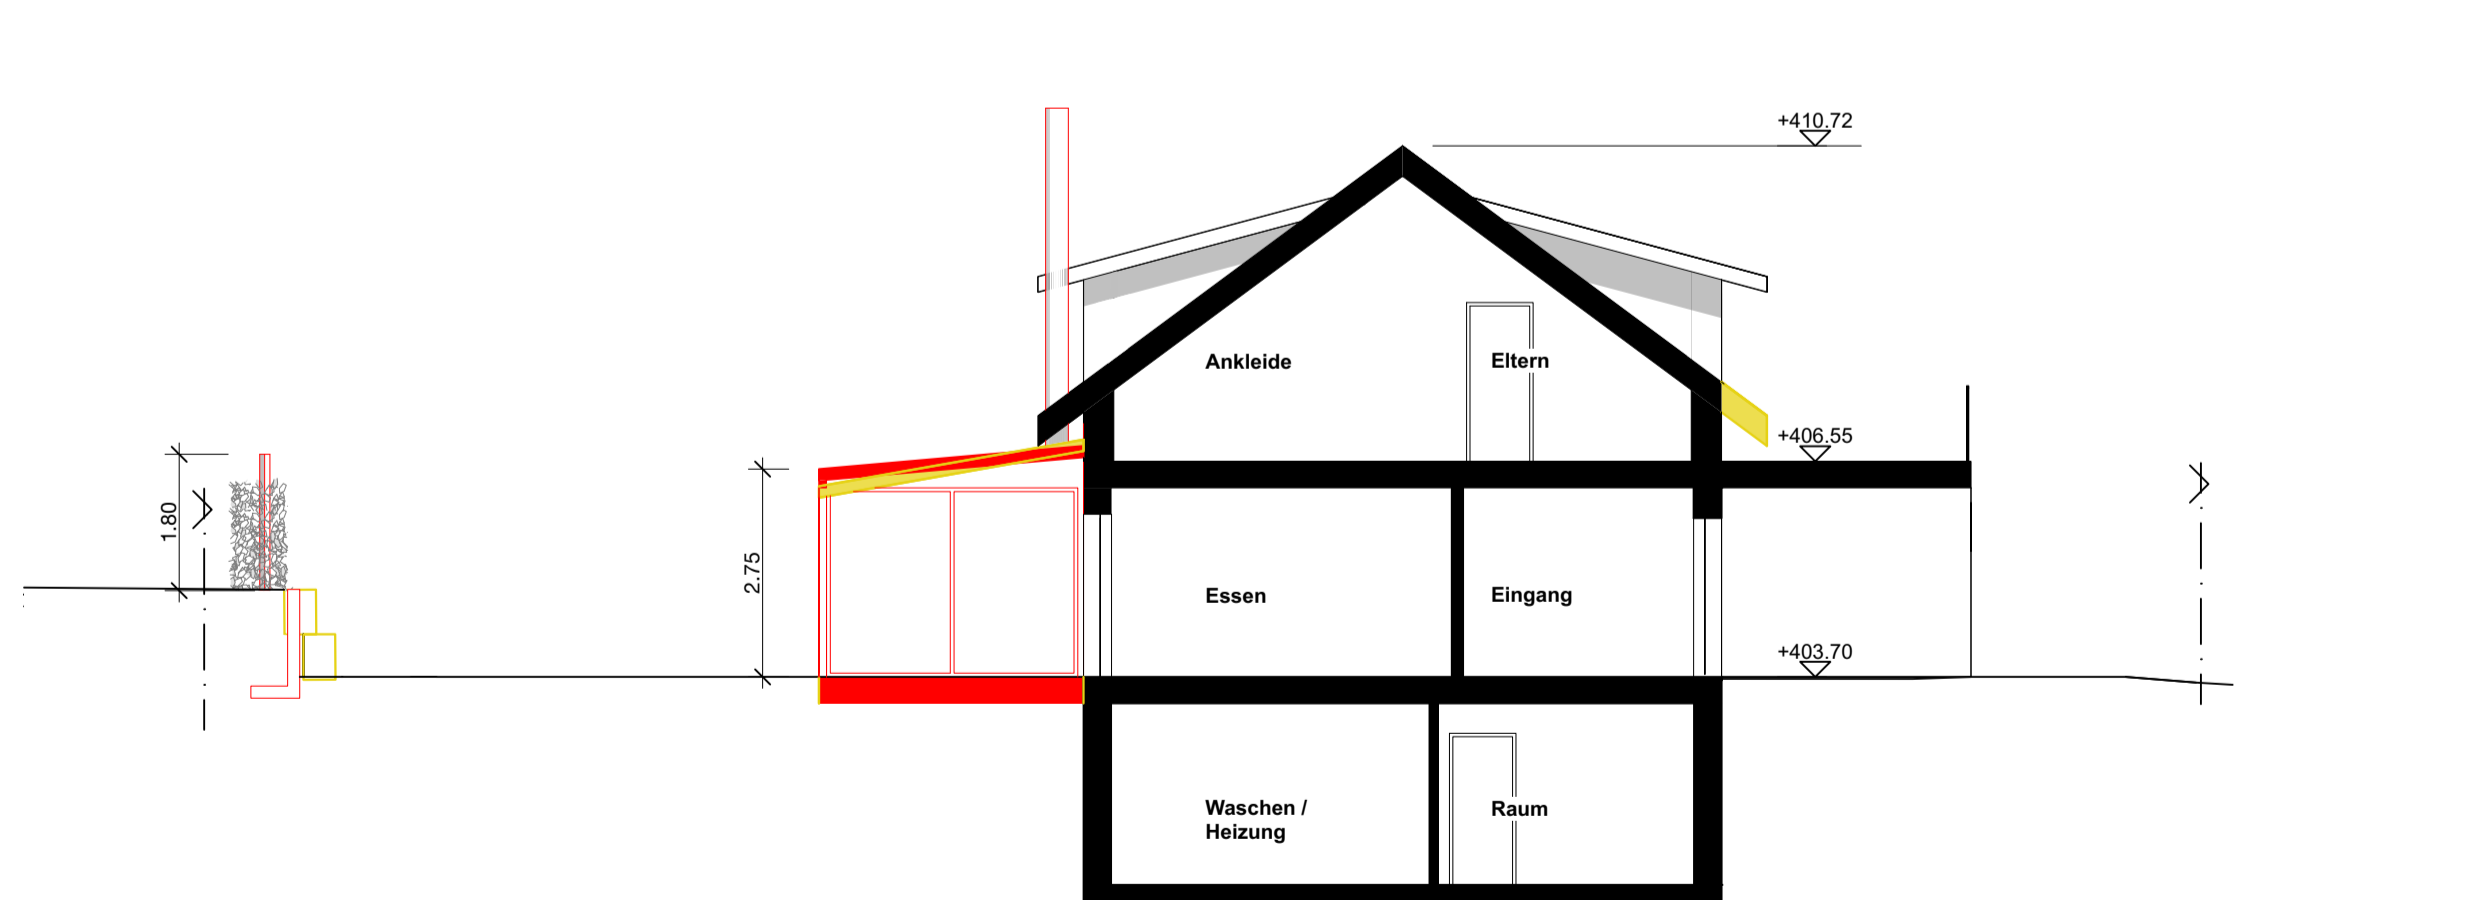 +410.72
Ankleide
Eltern
+406.55
1.80
2.75
Essen
Eingang
+403.70
Waschen /
Heizung
Raum